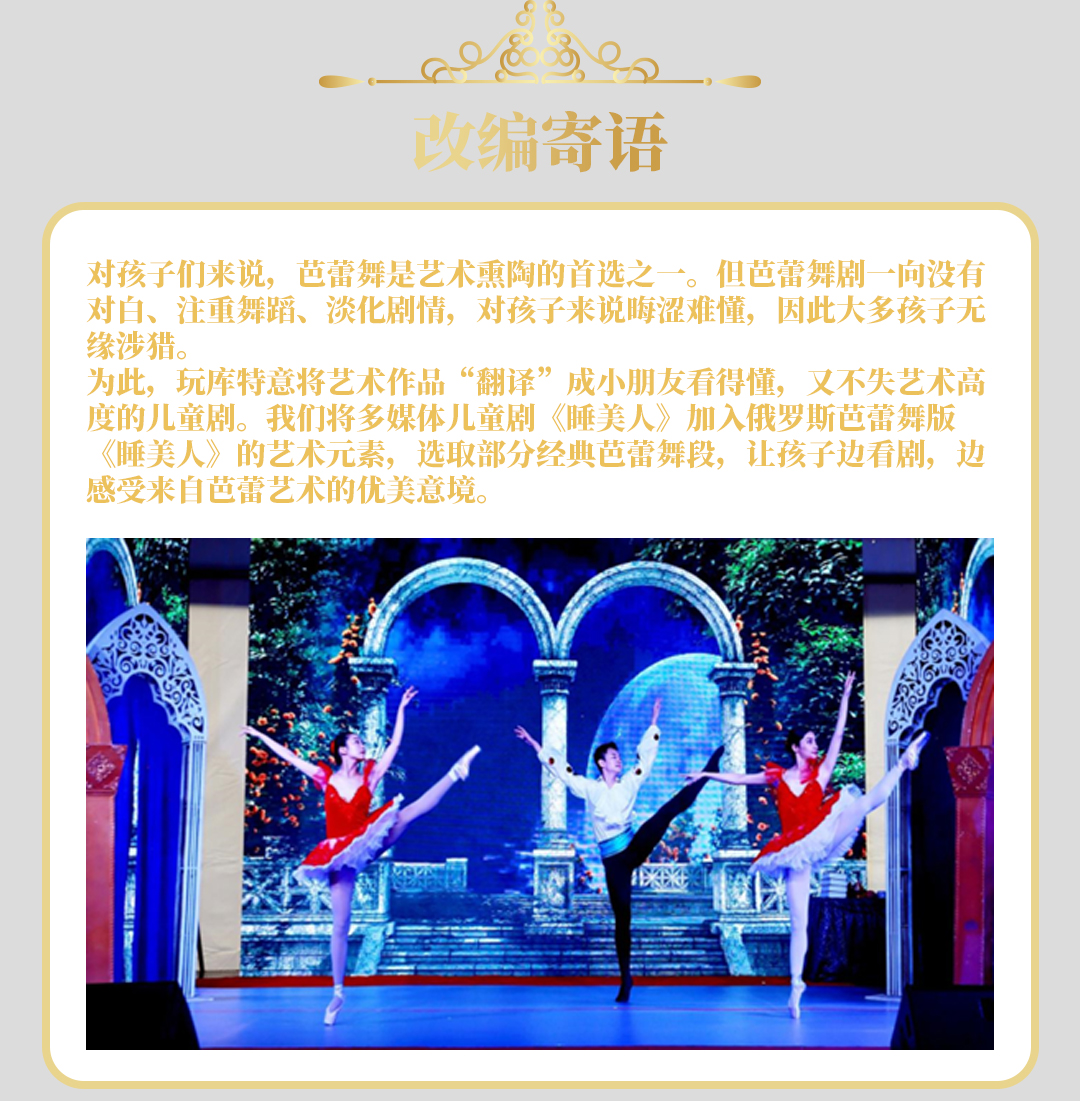 改编寄语
对孩子们来说，芭蕾舞是艺术熏陶的首选之一。但芭蕾舞剧一向没有
对白、注重舞蹈、淡化剧情，对孩子来说晦涩难懂，因此大多孩子无
缘涉猎。
为此，玩库特意将艺术作品“翻译”成小朋友看得懂，又不失艺术高
度的儿童剧。我们将多媒体儿童剧《睡美人》加入俄罗斯芭蕾舞版
《睡美人》的艺术元素，选取部分经典芭蕾舞段，让孩子边看剧，边
感受来自芭蕾艺术的优美意境。